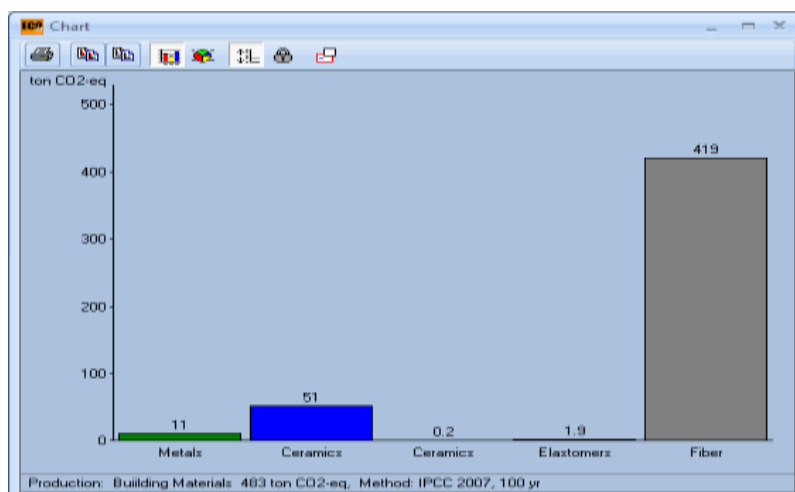 Chart
ton CO2-eq
500
419
400
300
200
100
51
11
0.2
1.9
0
Metals Ceramics Ceramics Elastomers Fiber
Production: Buiilding Materials 483 ton CO2-eq, Method: IPCC 2007, 100 yr